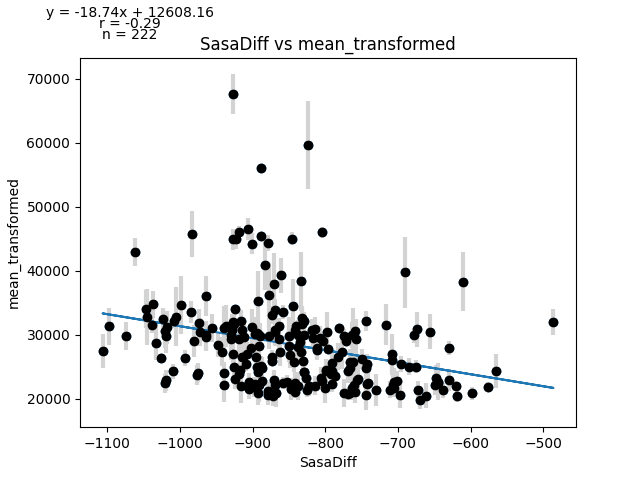 y = -18.74x + 12608.16
r = -0.29
n = 222
SasaDiff vs mean_transformed
70000
60000
50000
40000
30000
20000
mean_transformed
−1100 −1000 −900 −800 −700 −600 −500
SasaDiff